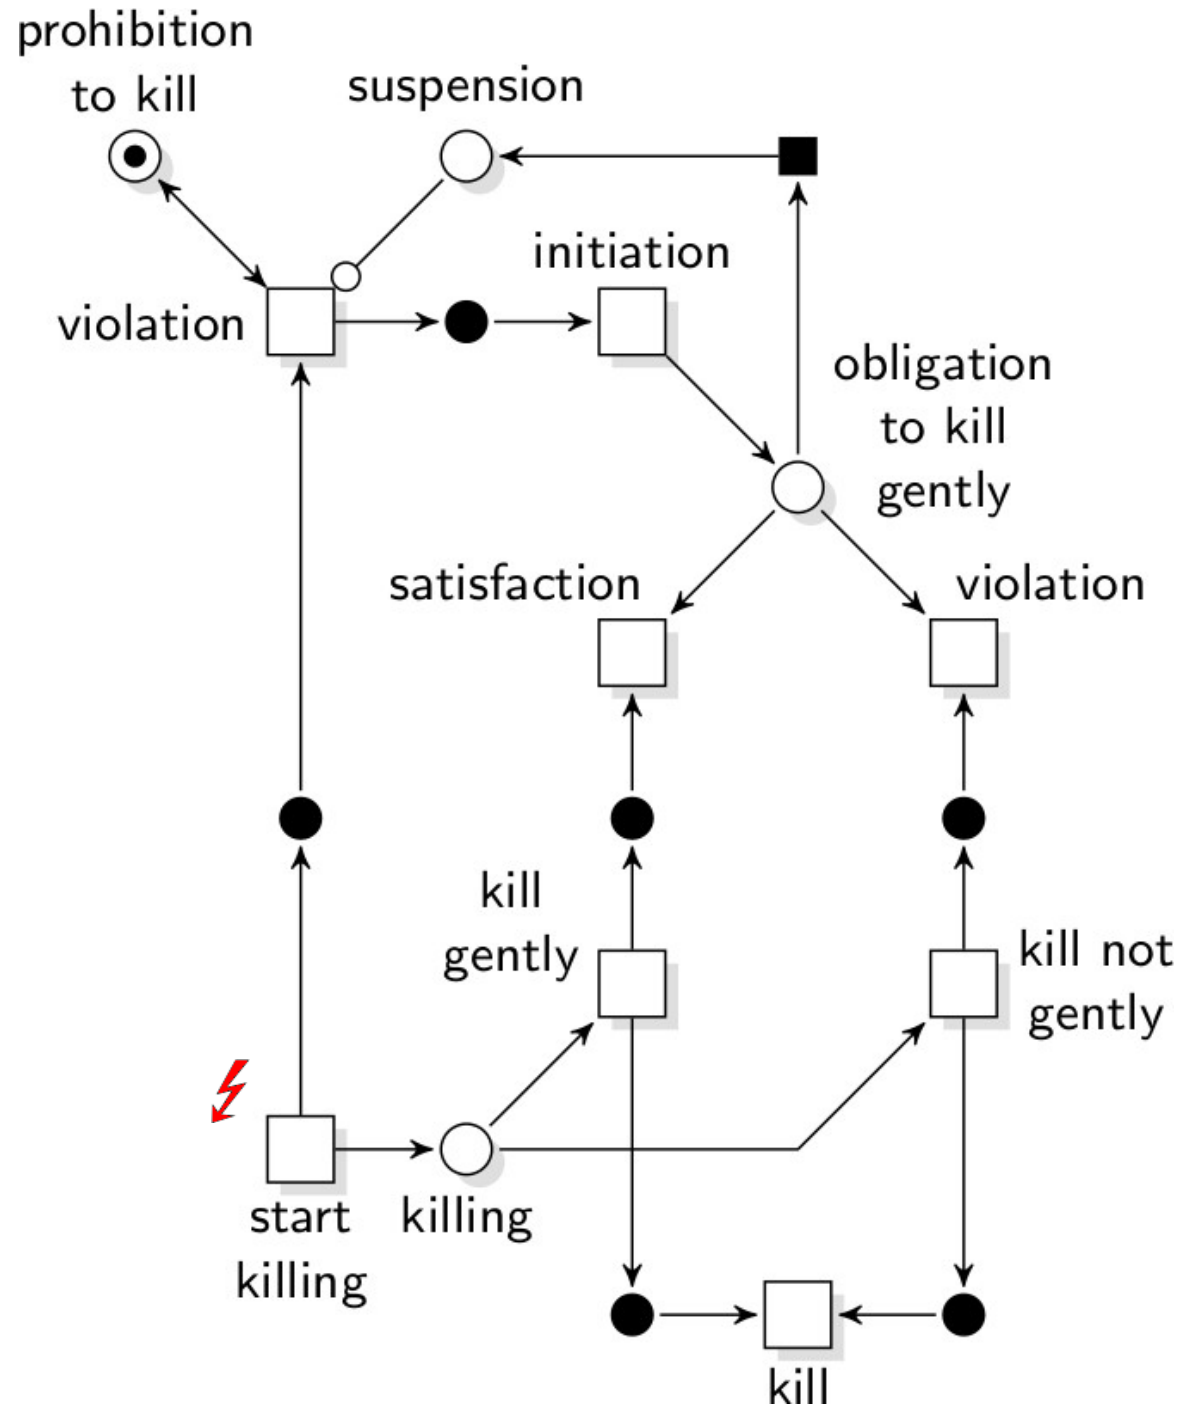 prohibition
to kill
suspension
initiation
violation
obligation
to kill
gently
satisfaction
violation
kill
gently
kill not
gently
start
killing
killing
kill